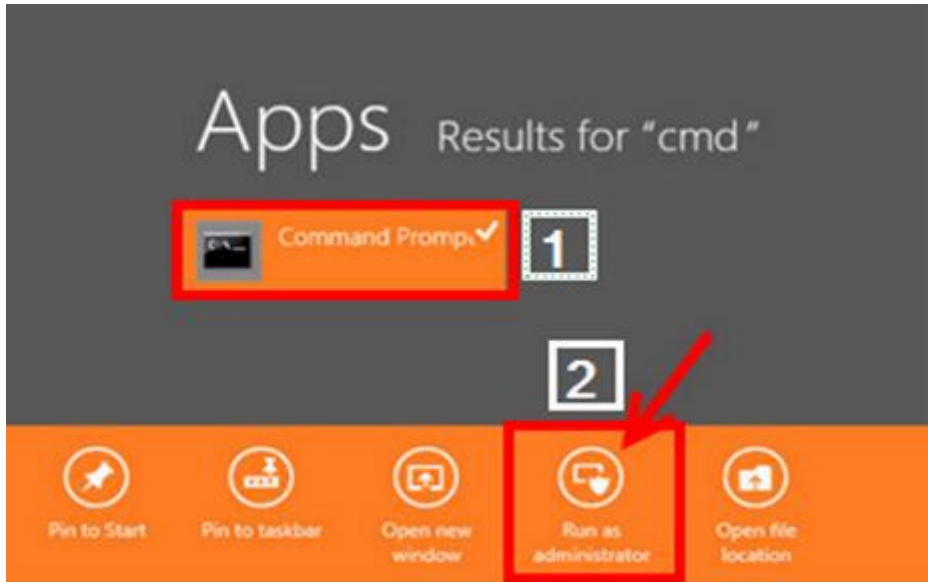 Apps Results for "cmd"
Command Prompt
1
2
Pin to Start
Pin to taskbar
Open new
window
Run as
administrator
Open file
location